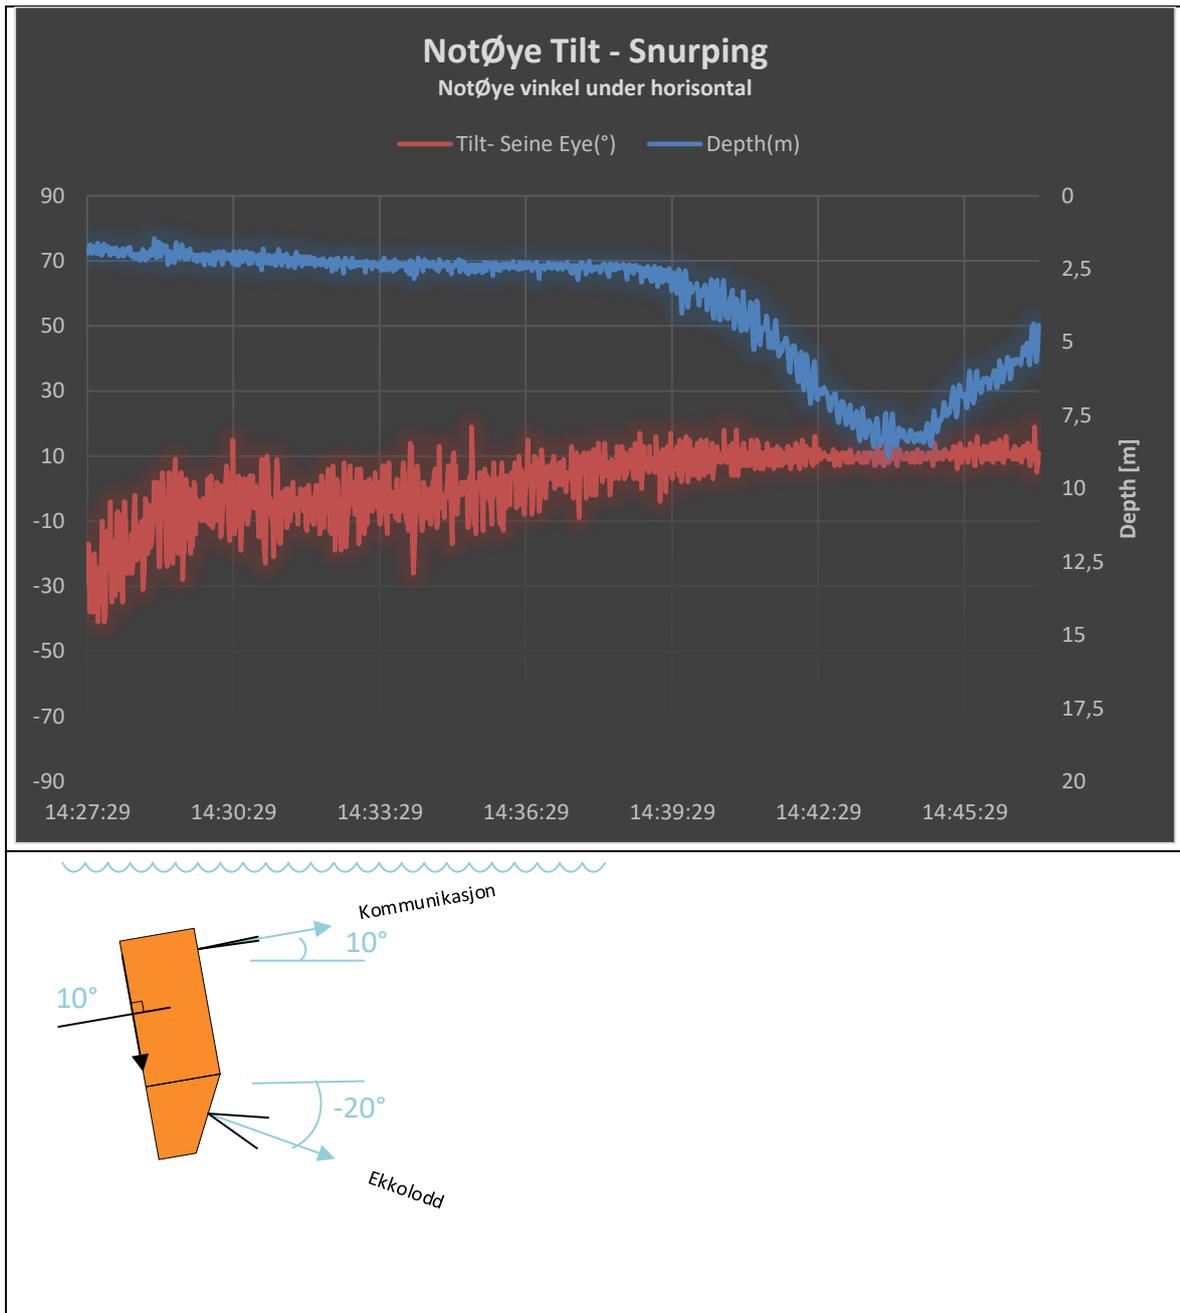 NotØye Tilt - Snurping
NotØye vinkel under horisontal
Tilt- Seine Eye(°) Depth(m)
90 0
70 2,5
50 5
30 7,5
10 10
-10 12,5
-30 15
-50 17,5
-70 20
-90
Depth [m]
14:27:29 14:30:29 14:33:29 14:36:29 14:39:29 14:42:29 14:45:29
Kommunikasjon
10°
10°
-20°
Ekkolodd